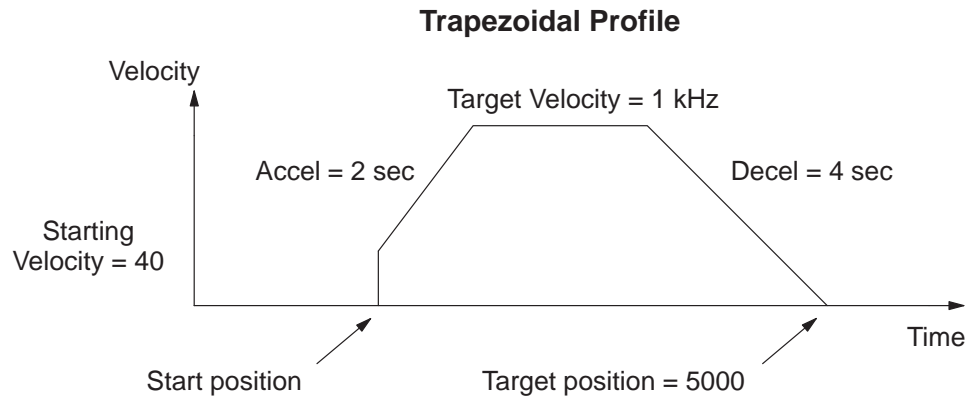 Trapezoidal Profile
Velocity
Target Velocity = 1 kHz
Accel = 2 sec
Decel = 4 sec
Starting
Velocity = 40
Time
Start position
Target position = 5000